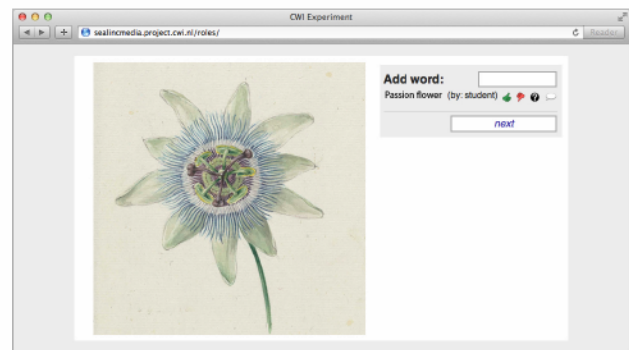 CWI Experiment
sealincmedia.project.cwi.nl/roles/
Reader
Add word:
Passion flower (by: student)
next